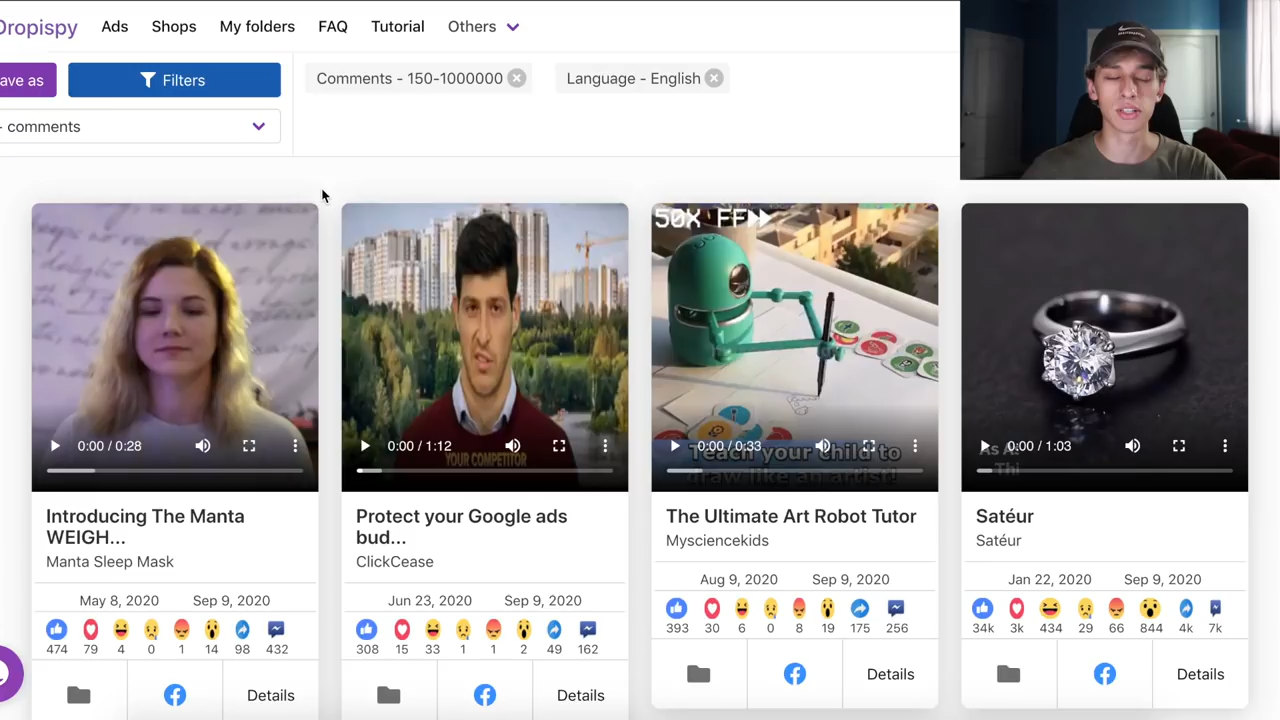 Dropispy
Ads
Shops
My folders
FAQ
Tutorial
Others
ave as
Filters
Comments - 150-1000000
Language - English
- comments
50X FF
0:00 / 0:28
0:00 / 1:12
YOUR COMPETITOR
0:00 / 0:33
Teach your child to
draw like an artist!
0:00 / 1:03
As A
Thi
Introducing The Manta
WEIGH...
Manta Sleep Mask
May 8, 2020 Sep 9, 2020
474 79 4 0 1 14 98 432
Details
Protect your Google ads
bud...
ClickCease
Jun 23, 2020 Sep 9, 2020
308 15 33 1 1 2 49 162
Details
The Ultimate Art Robot Tutor
Mysciencekids
Aug 9, 2020 Sep 9, 2020
393 30 6 0 8 19 175 256
Details
Satéur
Satéur
Jan 22, 2020 Sep 9, 2020
34k 3k 434 29 66 844 4k 7k
Details